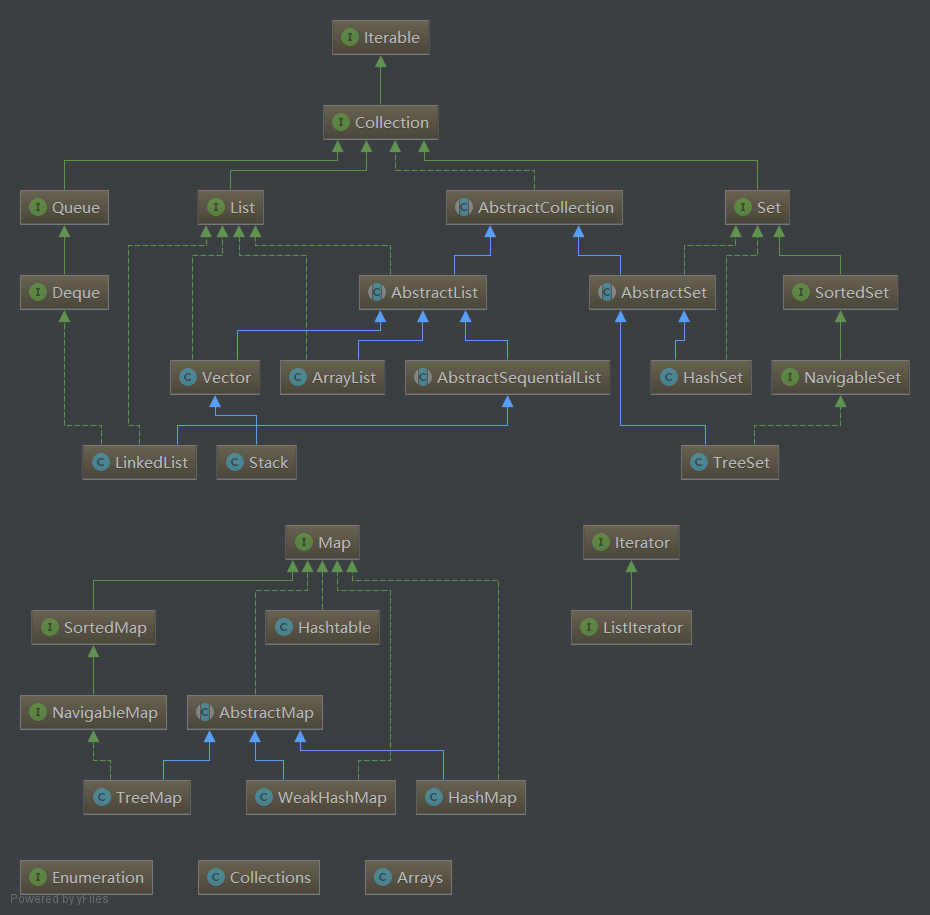 I Iterable
I Collection
I Queue
I List
C AbstractCollection
I Set
I Deque
C AbstractList
C AbstractSet
I SortedSet
C Vector
C ArrayList
C AbstractSequentialList
C HashSet
I NavigableSet
C LinkedList
C Stack
C TreeSet
I Map
I Iterator
I SortedMap
C Hashtable
I ListIterator
I NavigableMap
C AbstractMap
C TreeMap
C WeakHashMap
C HashMap
I Enumeration
C Collections
C Arrays
Powered by yFiles